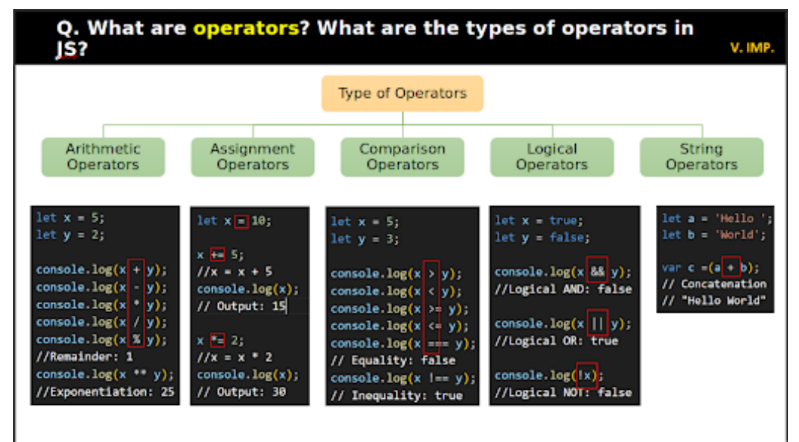 Q. What are operators? What are the types of operators in
JS?
V. IMP.
Type of Operators
Arithmetic
Operators
Assignment
Operators
Comparison
Operators
Logical
Operators
String
Operators
let x = 5;
let y = 2;
console.log(x + y);
console.log(x - y);
console.log(x * y);
console.log(x / y);
console.log(x % y);
//Remainder: 1
console.log(x ** y);
//Exponentiation: 25
let x = 10;
x += 5;
//x = x + 5
console.log(x);
// Output: 15
x *= 2;
//x = x * 2
console.log(x);
// Output: 30
let x = 5;
let y = 3;
console.log(x > y);
console.log(x < y);
console.log(x >= y);
console.log(x <= y);
console.log(x === y);
// Equality: false
console.log(x !== y);
// Inequality: true
let x = true;
let y = false;
console.log(x && y);
//Logical AND: false
console.log(x || y);
//Logical OR: true
console.log(!x);
//Logical NOT: false
let a = 'Hello ';
let b = 'World';
var c =(a + b);
// Concatenation
// "Hello World"